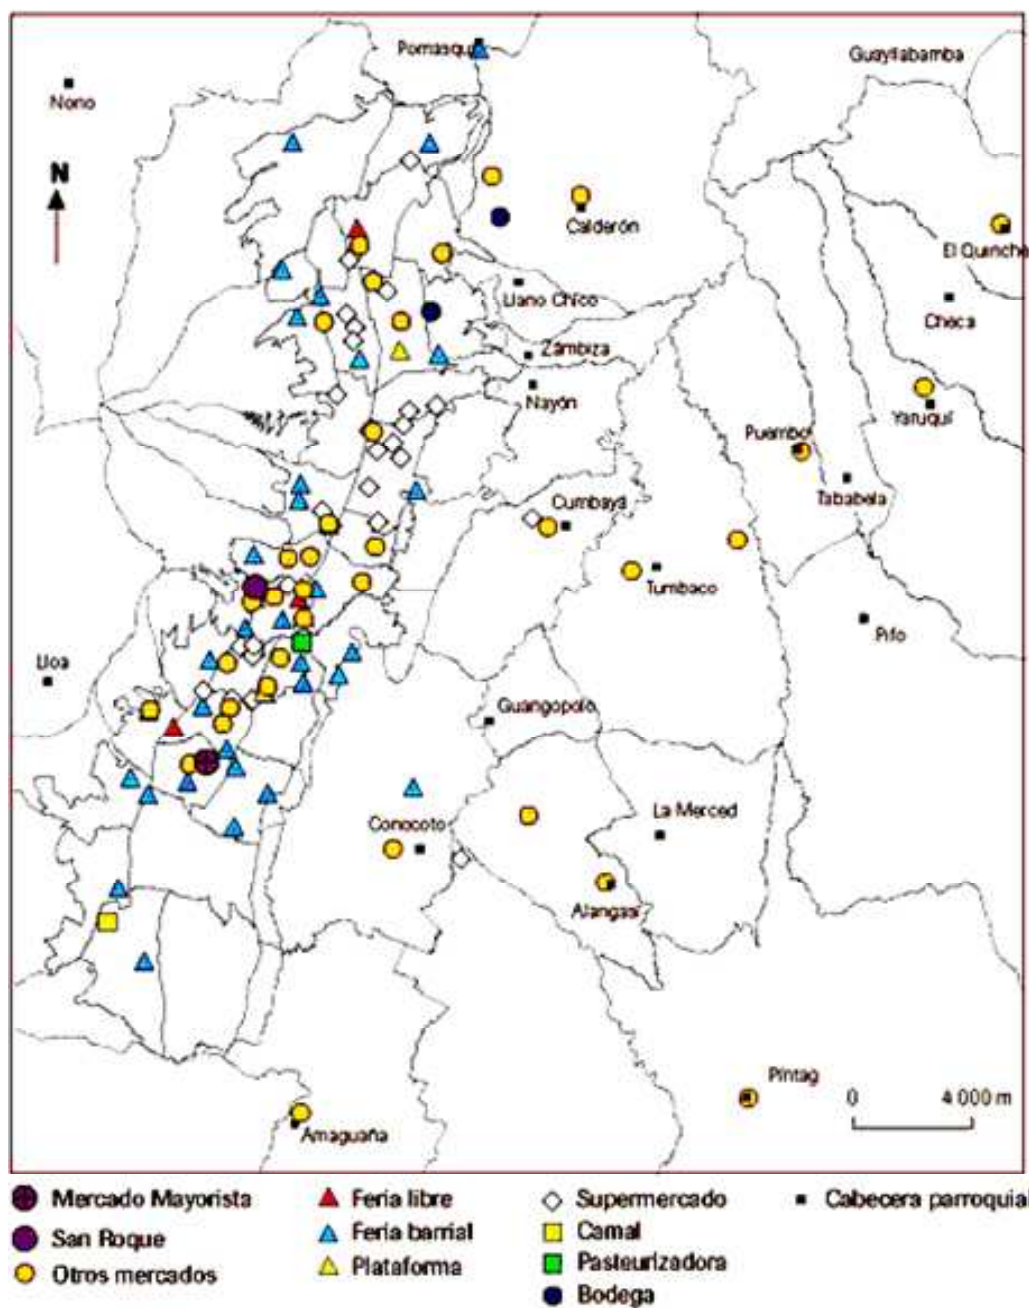 Pomasqui
Guayllabamba
Nono
N
Calderón
El Quinche
Llano Chico
Checa
Zámbiza
Nayón
Yaruquí
Puembo
Tababela
Cumbaya
Tumbaco
Pifo
Lloa
Guangopolo
La Merced
Conocoto
Alangasi
Pintag
0 4 000 m
Amaguaña
Mercado Mayorista
San Roque
Otros mercados
Feria libre
Feria barrial
Plataforma
Supermercado
Camal
Pasteurizadora
Bodega
Cabecera parroquial